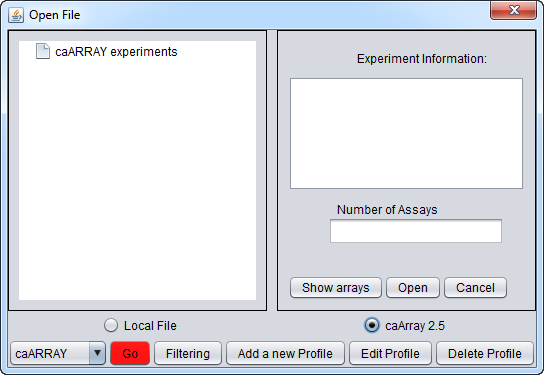 Open File
caARRAY experiments
Experiment Information:
Number of Assays
Show arrays Open Cancel
Local File caArray 2.5
caARRAY Go Filtering Add a new Profile Edit Profile Delete Profile